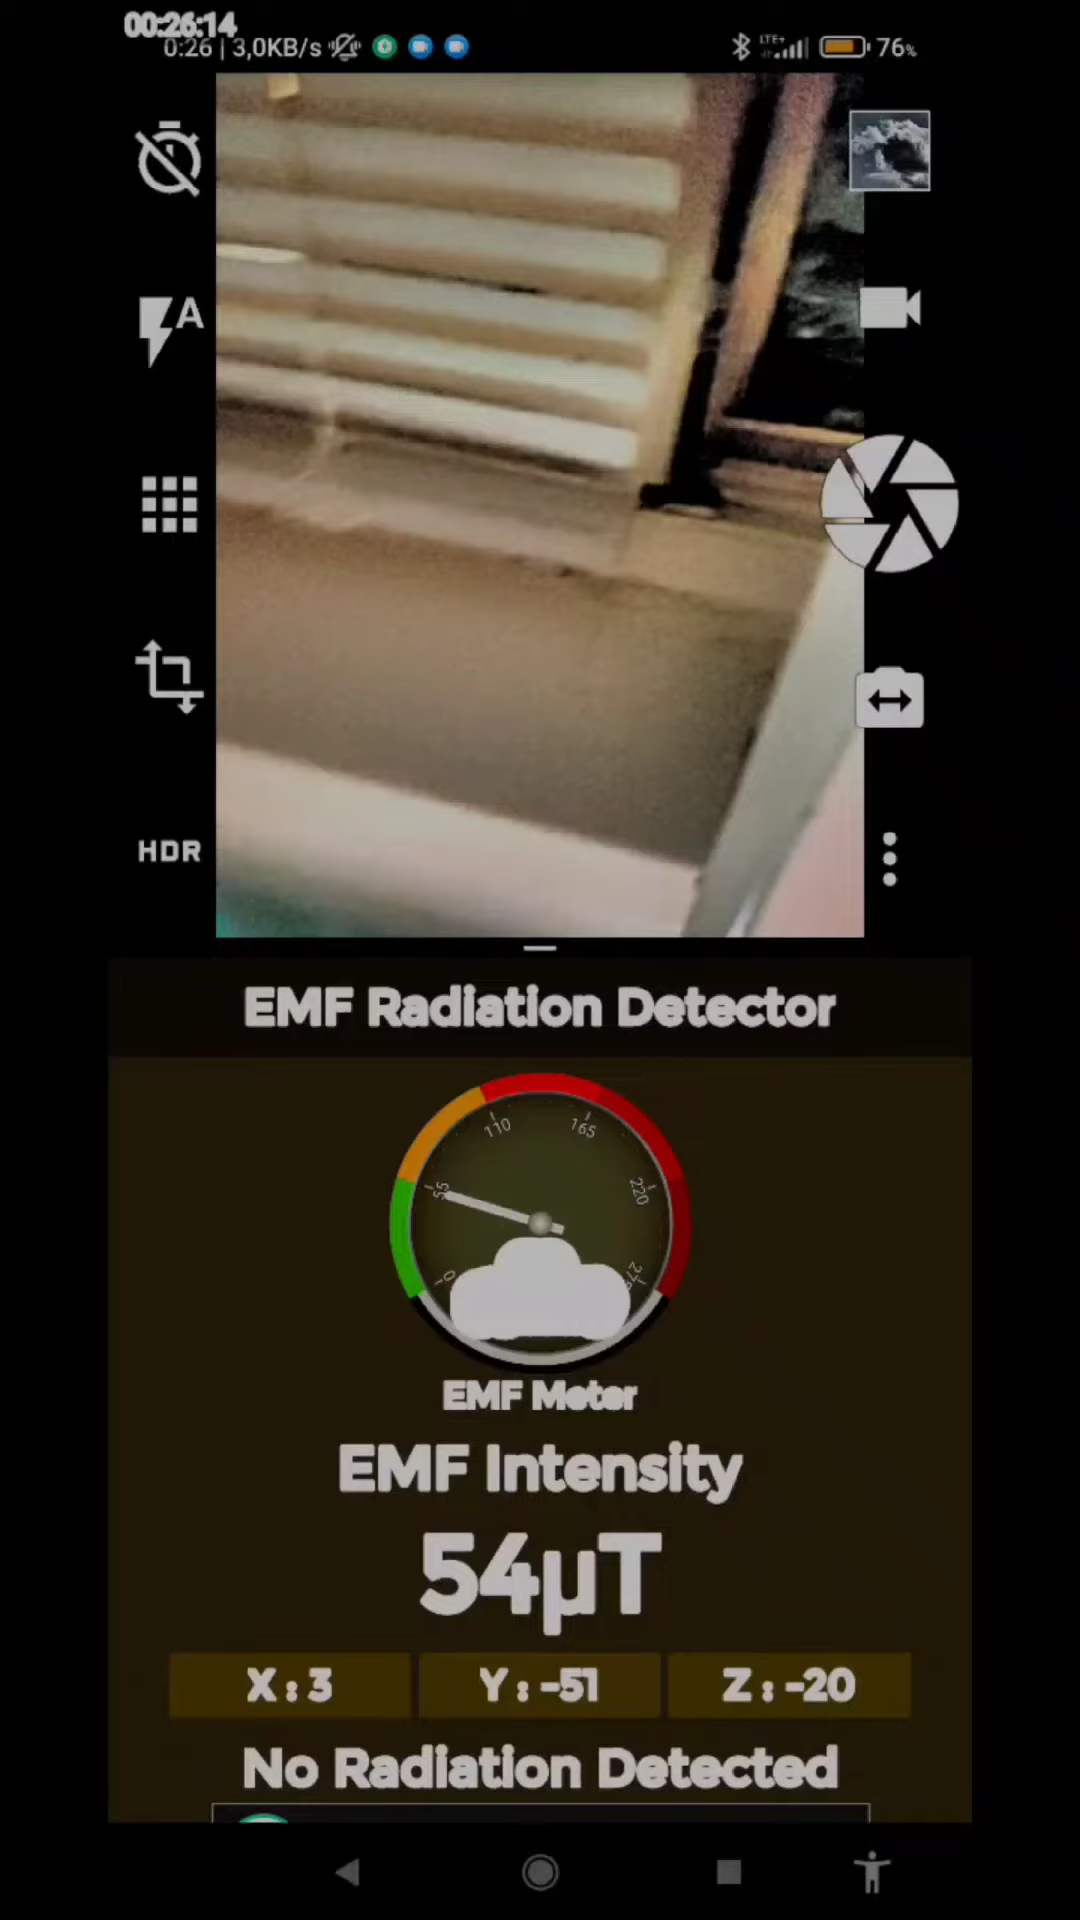 00:26:14
0:26 | 3,0KB/s
LTE+
76%
A
HDR
EMF Radiation Detector
110
165
55
220
0
EMF Meter
EMF Intensity
54µT
X : 3
Y : -51
Z : -20
No Radiation Detected